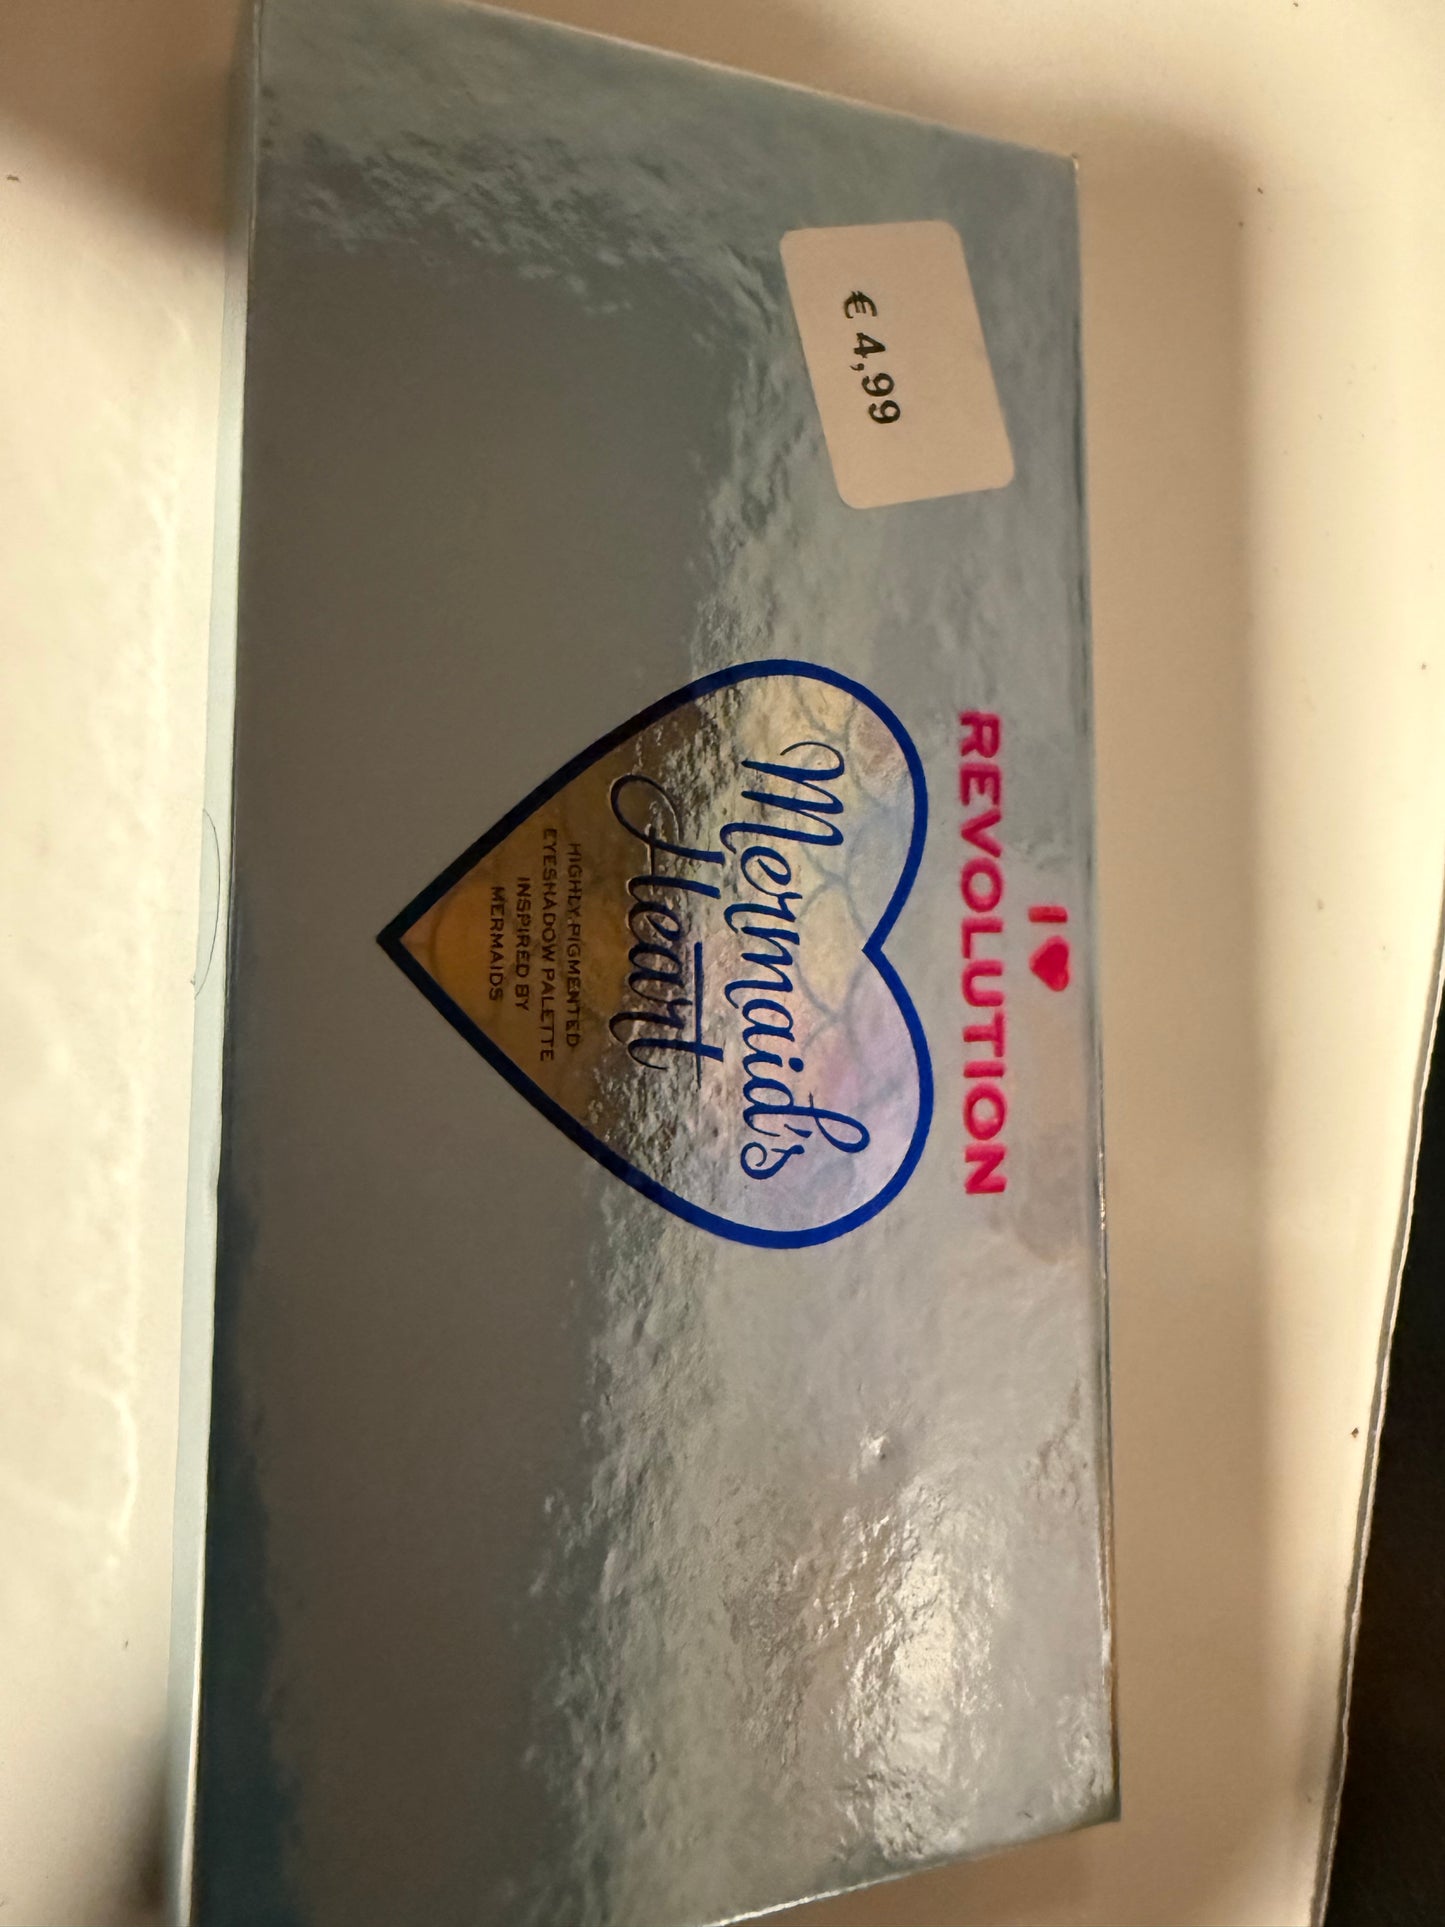 € 4,99
I ♥
REVOLUTION
Mermaid's
Heart
HIGHLY PIGMENTED
EYESHADOW PALETTE
INSPIRED BY
MERMAIDS